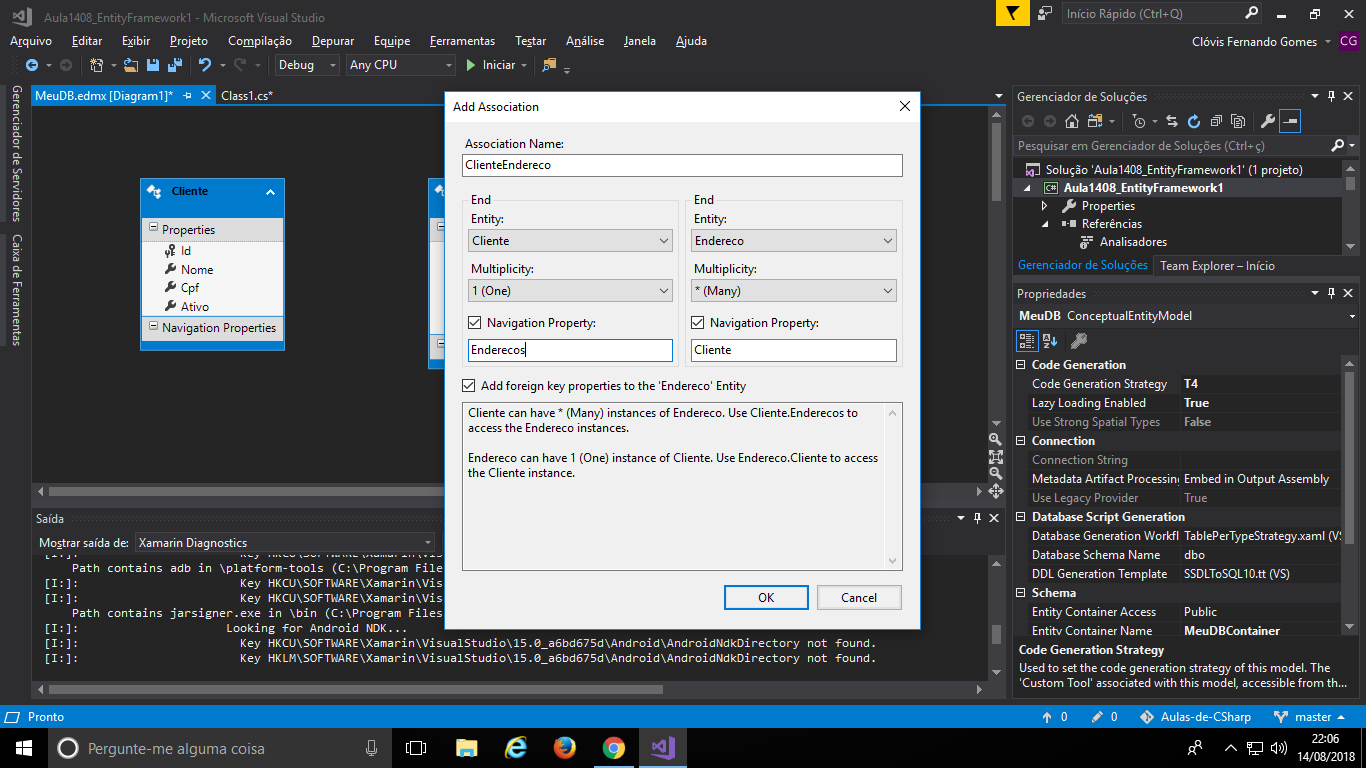 Aula1408_EntityFramework1 - Microsoft Visual Studio
Início Rápido (Ctrl+Q)
Arquivo Editar Exibir Projeto Compilação Depurar Equipe Ferramentas Testar Análise Janela Ajuda
Clóvis Fernando Gomes CG
Debug Any CPU Iniciar
Gerenciador de Servidores
Caixa de Ferramentas
MeuDB.edmx [Diagram1]* Class1.cs*
Cliente
Properties
Id
Nome
Cpf
Ativo
Navigation Properties
Add Association
Association Name:
ClienteEndereco
End
Entity:
Cliente
Multiplicity:
1 (One)
Navigation Property:
Enderecos
End
Entity:
Endereco
Multiplicity:
* (Many)
Navigation Property:
Cliente
Add foreign key properties to the 'Endereco' Entity
Cliente can have * (Many) instances of Endereco. Use Cliente.Enderecos to
access the Endereco instances.
Endereco can have 1 (One) instance of Cliente. Use Endereco.Cliente to access
the Cliente instance.
OK Cancel
Saída
Mostrar saída de: Xamarin Diagnostics
[I:]: Key HKCU\SOFTWARE\Xamarin\Vis
Path contains adb in \platform-tools (C:\Program Files
[I:]: Key HKCU\SOFTWARE\Xamarin\Vis
[I:]: Key HKCU\SOFTWARE\Xamarin\Vis
Path contains jarsigner.exe in \bin (C:\Program Files
[I:]: Looking for Android NDK...
[I:]: Key HKCU\SOFTWARE\Xamarin\VisualStudio\15.0_a6bd675d\Android\AndroidNdkDirectory not found.
[I:]: Key HKLM\SOFTWARE\Xamarin\VisualStudio\15.0_a6bd675d\Android\AndroidNdkDirectory not found.
Gerenciador de Soluções
Pesquisar em Gerenciador de Soluções (Ctrl+ç)
Solução 'Aula1408_EntityFramework1' (1 projeto)
Aula1408_EntityFramework1
Properties
Referências
Analisadores
Gerenciador de Soluções Team Explorer – Início
Propriedades
MeuDB ConceptualEntityModel
Code Generation
Code Generation Strategy T4
Lazy Loading Enabled True
Use Strong Spatial Types False
Connection
Connection String
Metadata Artifact Processing Embed in Output Assembly
Use Legacy Provider True
Database Script Generation
Database Generation Workfl TablePerTypeStrategy.xaml (VS
Database Schema Name dbo
DDL Generation Template SSDLToSQL10.tt (VS)
Schema
Entity Container Access Public
Entity Container Name MeuDBContainer
Code Generation Strategy
Used to set the code generation strategy of this model. The
'Custom Tool' associated with this model, accessible from th...
Pronto
0 0 Aulas-de-CSharp master
Pergunte-me alguma coisa
22:06
14/08/2018